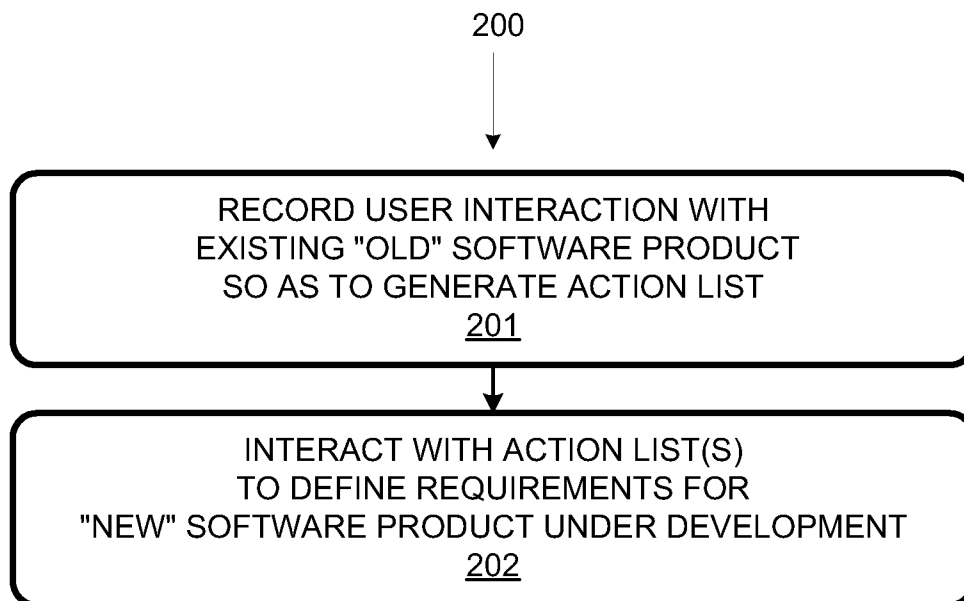 200
RECORD USER INTERACTION WITH
EXISTING "OLD" SOFTWARE PRODUCT
SO AS TO GENERATE ACTION LIST
201
INTERACT WITH ACTION LIST(S)
TO DEFINE REQUIREMENTS FOR
"NEW" SOFTWARE PRODUCT UNDER DEVELOPMENT
202